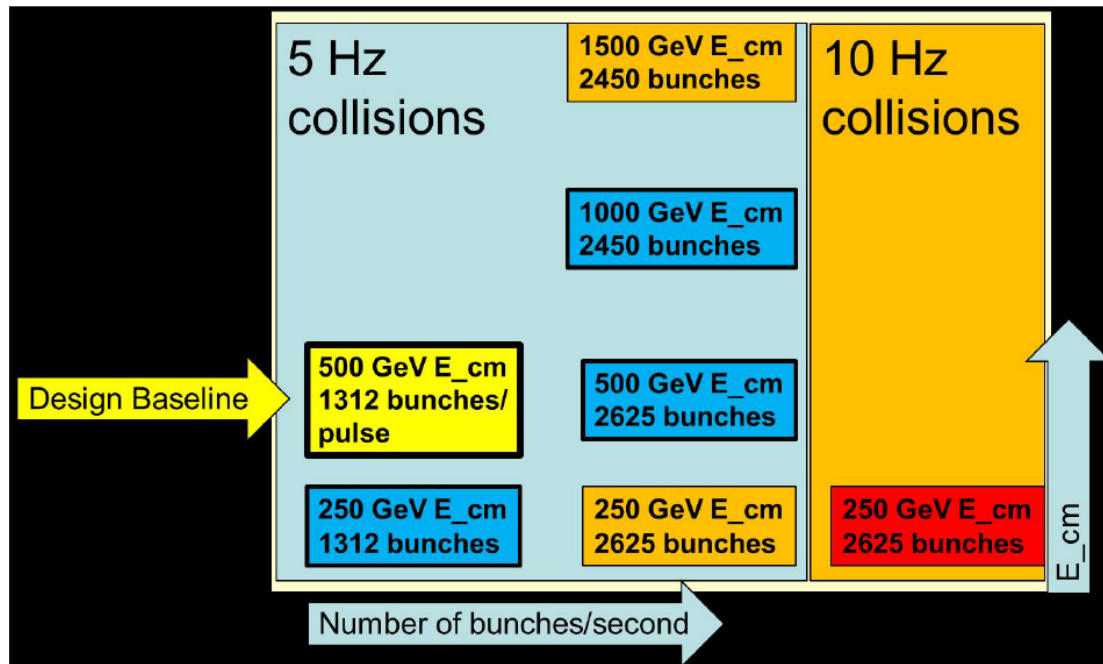 5 Hz
collisions
1500 GeV E_cm
2450 bunches
10 Hz
collisions
1000 GeV E_cm
2450 bunches
Design Baseline
500 GeV E_cm
1312 bunches/
pulse
500 GeV E_cm
2625 bunches
250 GeV E_cm
1312 bunches
250 GeV E_cm
2625 bunches
250 GeV E_cm
2625 bunches
E_cm
Number of bunches/second